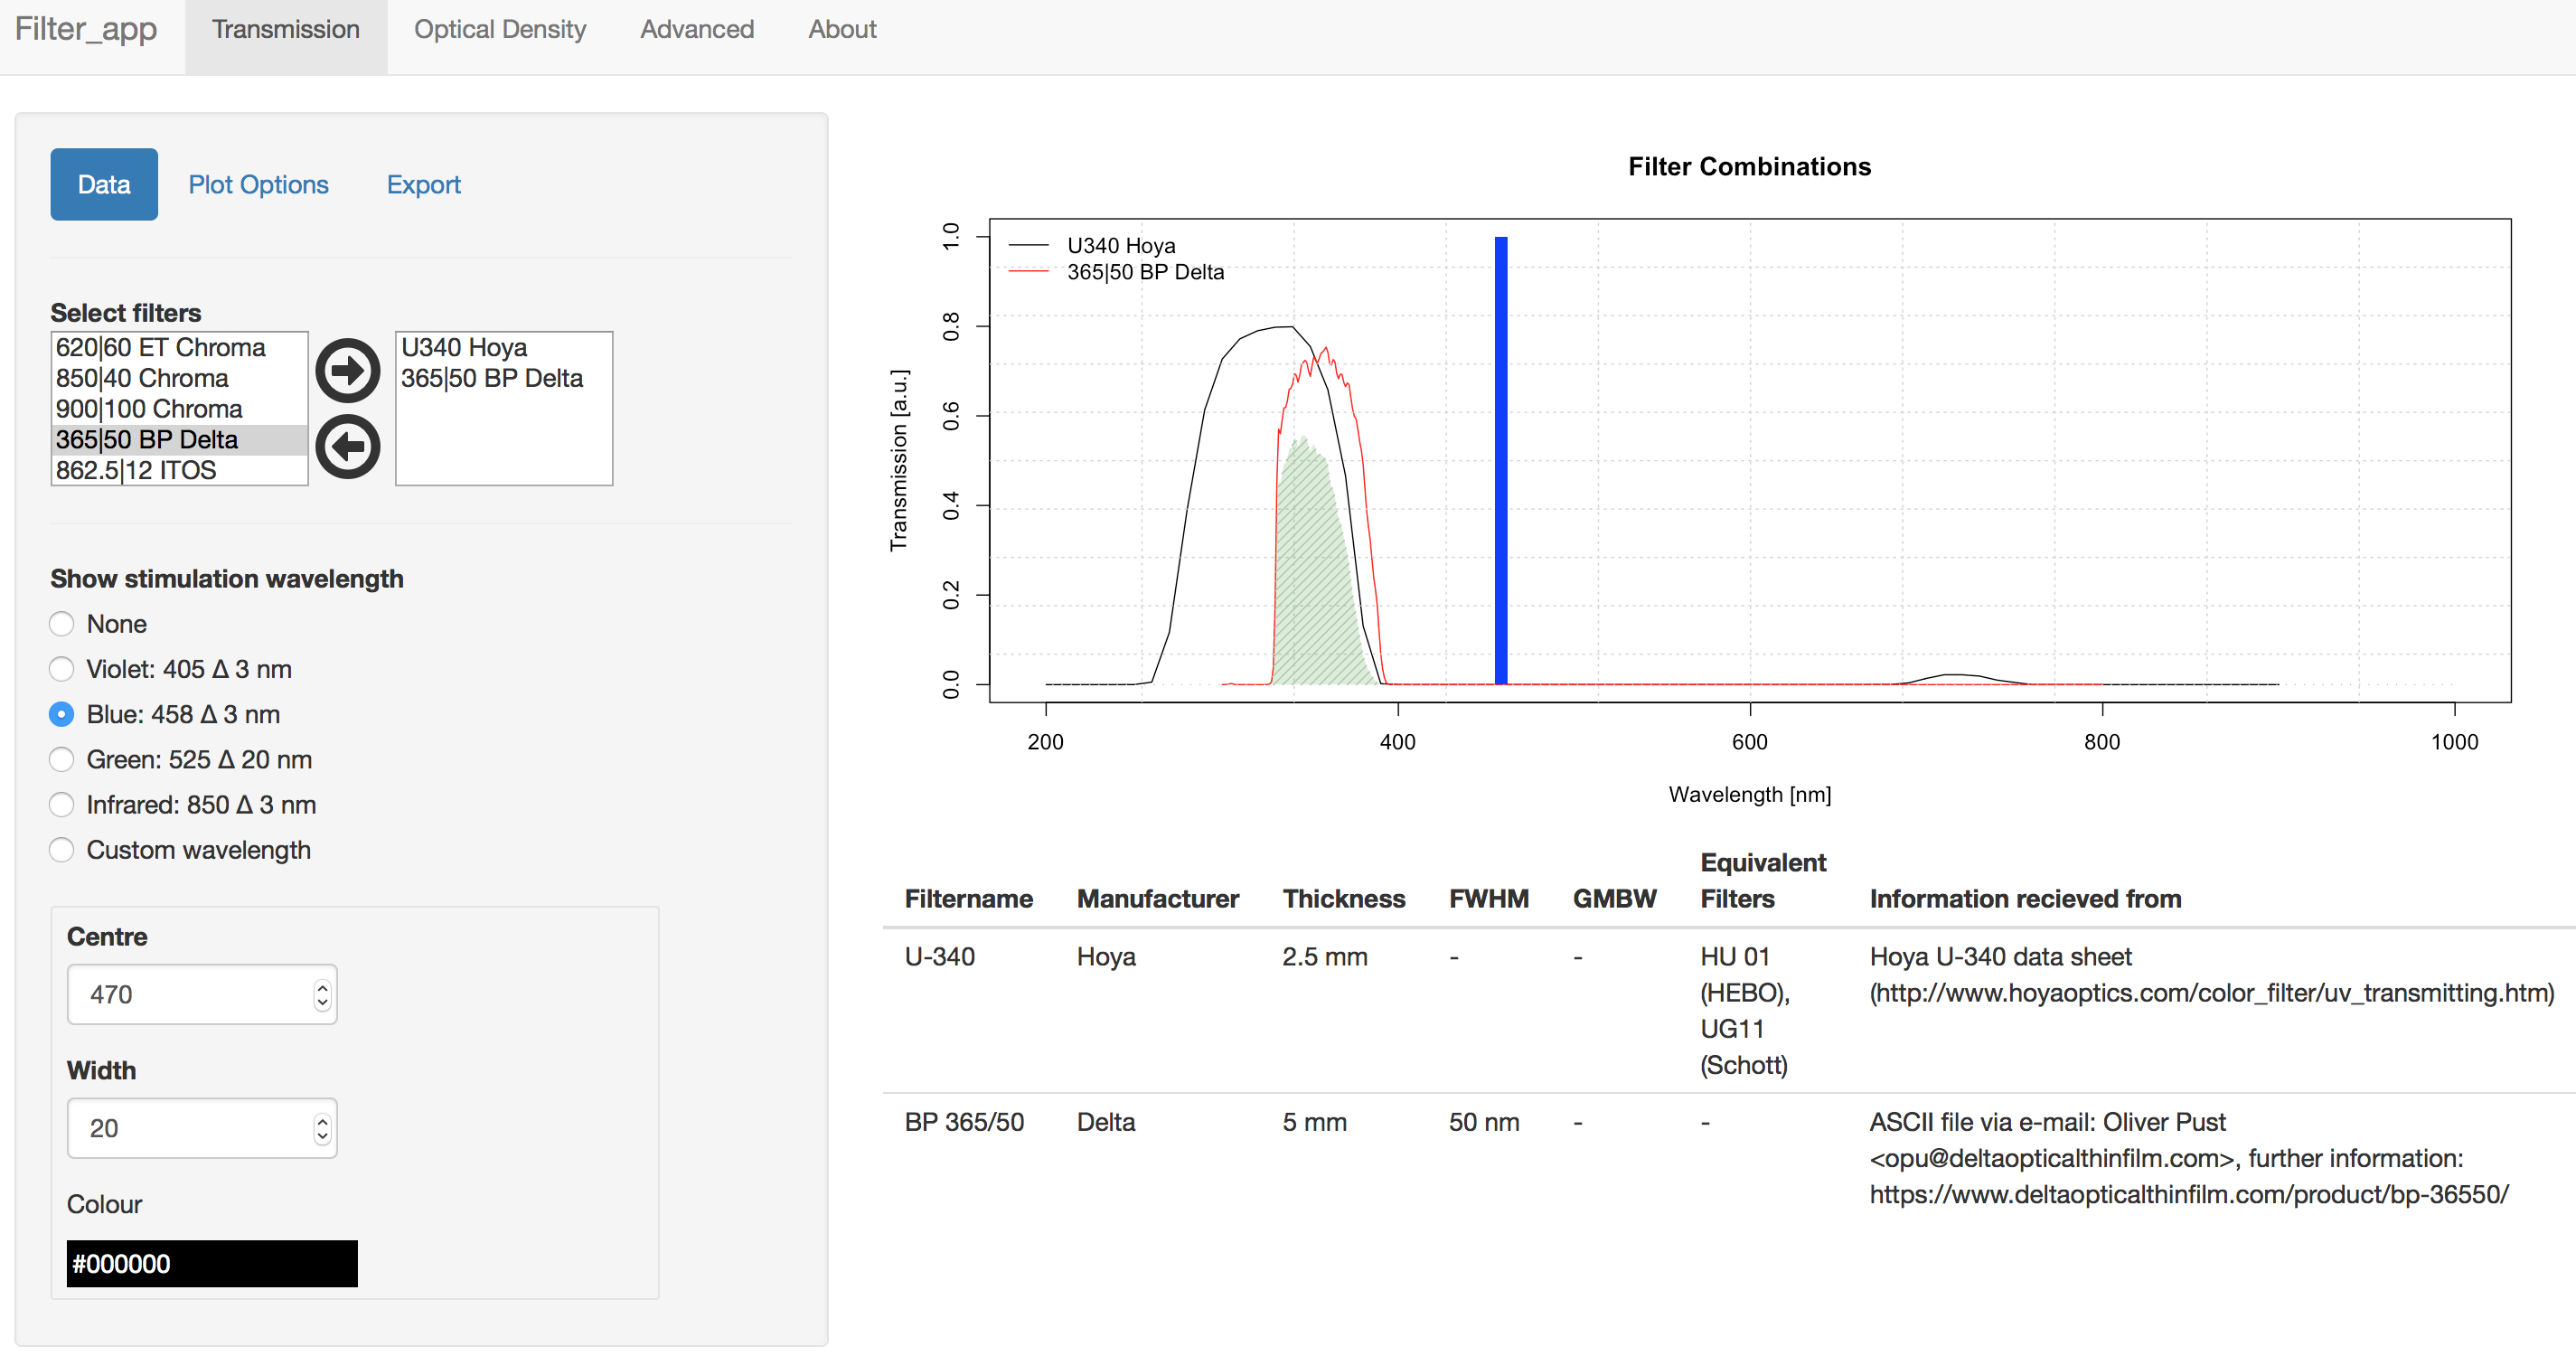 Filter_app Transmission Optical Density Advanced About
Data Plot Options Export
Select filters
620|60 ET Chroma
850|40 Chroma
900|100 Chroma
365|50 BP Delta
862.5|12 ITOS
U340 Hoya
365|50 BP Delta
Show stimulation wavelength
None
Violet: 405 Δ 3 nm
Blue: 458 Δ 3 nm
Green: 525 Δ 20 nm
Infrared: 850 Δ 3 nm
Custom wavelength
Centre
470
Width
20
Colour
#000000
Filter Combinations
U340 Hoya
365|50 BP Delta
Transmission [a.u.]
1.0
0.8
0.6
0.4
0.2
0.0
200 400 600 800 1000
Wavelength [nm]
Filtername Manufacturer Thickness FWHM GMBW Equivalent Filters Information recieved from
U-340 Hoya 2.5 mm - - HU 01 Hoya U-340 data sheet
(HEBO), (http://www.hoyaoptics.com/color_filter/uv_transmitting.htm)
UG11
(Schott)
BP 365/50 Delta 5 mm 50 nm - - ASCII file via e-mail: Oliver Pust
<opu@deltaopticalthinfilm.com>, further information:
https://www.deltaopticalthinfilm.com/product/bp-36550/